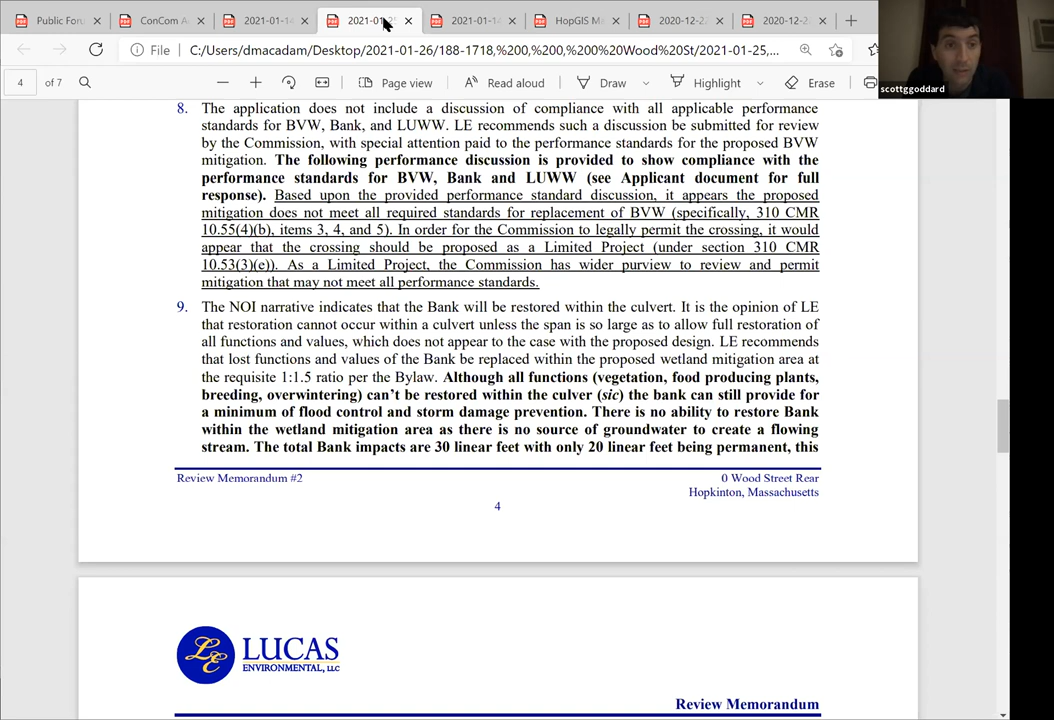 Public Foru
ConCom A
2021-01-14
2021-01-2
2021-01-14
HopGIS M
2020-12-2
2020-12-2
File
C:/Users/dmacadam/Desktop/2021-01-26/188-1718,%200,%200,%200%20Wood%20St/2021-01-25,...
scottggoddard
4 of 7
Page view
Read aloud
Draw
Highlight
Erase
8. The application does not include a discussion of compliance with all applicable performance
standards for BVW, Bank, and LUWW. LE recommends such a discussion be submitted for review
by the Commission, with special attention paid to the performance standards for the proposed BVW
mitigation. The following performance discussion is provided to show compliance with the
performance standards for BVW, Bank and LUWW (see Applicant document for full
response). Based upon the provided performance standard discussion, it appears the proposed
mitigation does not meet all required standards for replacement of BVW (specifically, 310 CMR
10.55(4)(b), items 3, 4, and 5). In order for the Commission to legally permit the crossing, it would
appear that the crossing should be proposed as a Limited Project (under section 310 CMR
10.53(3)(e)). As a Limited Project, the Commission has wider purview to review and permit
mitigation that may not meet all performance standards.
9. The NOI narrative indicates that the Bank will be restored within the culvert. It is the opinion of LE
that restoration cannot occur within a culvert unless the span is so large as to allow full restoration of
all functions and values, which does not appear to the case with the proposed design. LE recommends
that lost functions and values of the Bank be replaced within the proposed wetland mitigation area at
the requisite 1:1.5 ratio per the Bylaw. Although all functions (vegetation, food producing plants,
breeding, overwintering) can't be restored within the culver (sic) the bank can still provide for
a minimum of flood control and storm damage prevention. There is no ability to restore Bank
within the wetland mitigation area as there is no source of groundwater to create a flowing
stream. The total Bank impacts are 30 linear feet with only 20 linear feet being permanent, this
Review Memorandum #2
0 Wood Street Rear
Hopkinton, Massachusetts
4
LE
LUCAS
ENVIRONMENTAL, LLC
Review Memorandum